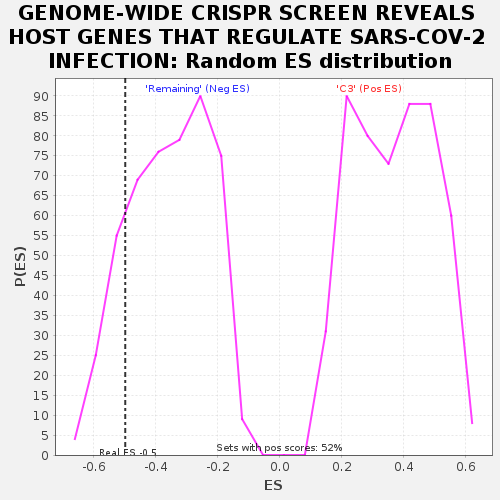 GENOME-WIDE CRISPR SCREEN REVEALS
HOST GENES THAT REGULATE SARS-COV-2
INFECTION: Random ES distribution
'Remaining' (Neg ES)
'C3' (Pos ES)
90
85
80
75
70
65
60
55
50
45
40
35
30
25
20
15
10
5
0
P(ES)
Real ES -0.5
Sets with pos scores: 52%
-0.6
-0.4
-0.2
0.0
0.2
0.4
0.6
ES